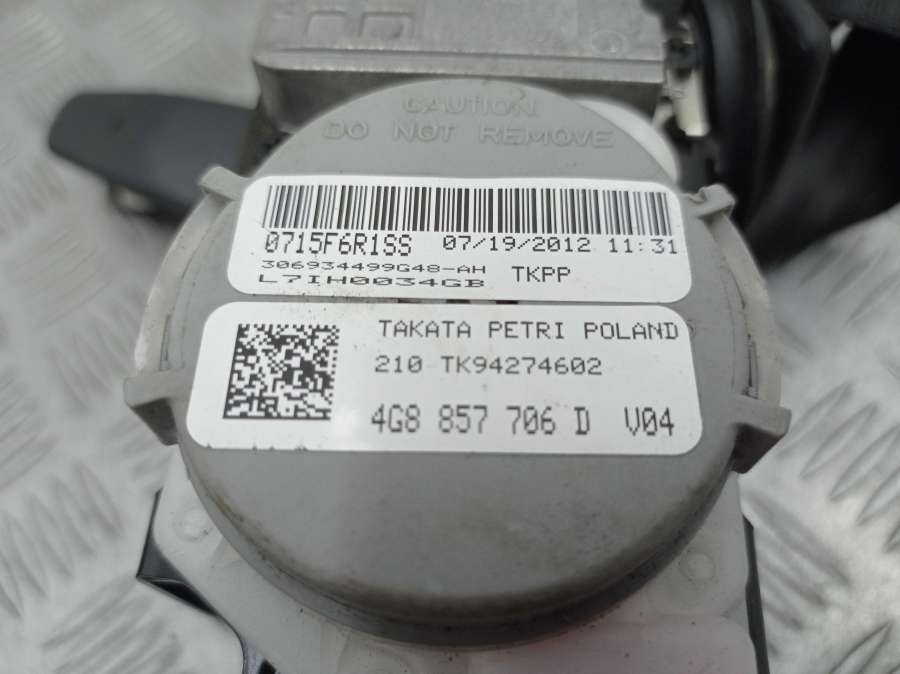 CAUTION
DO NOT REMOVE
0715F6R1SS 07/19/2012 11:31
306934499G48-AH TKPP
L7IH0034GB
TAKATA PETRI POLAND
210 TK94274602
4G8 857 706 D V04